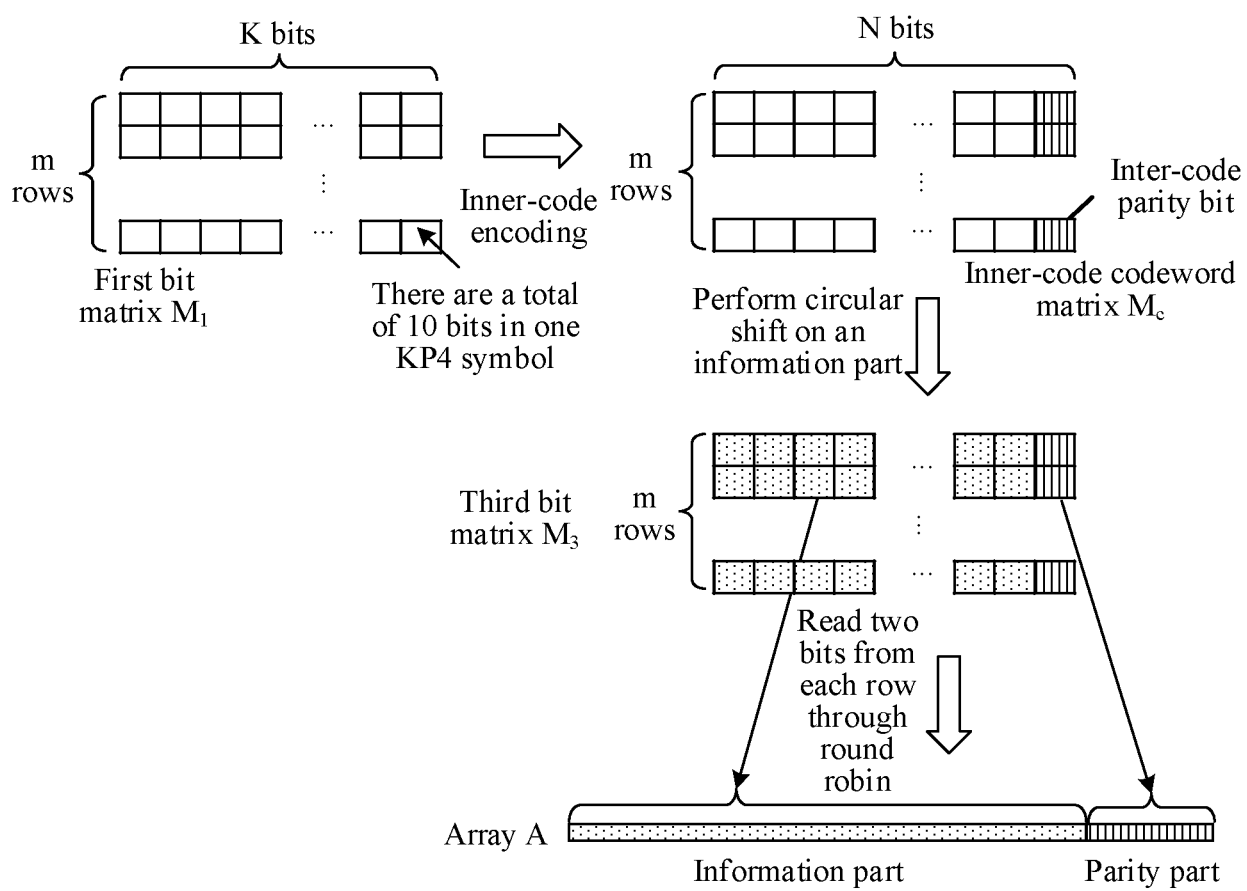 K bits
N bits
m
rows
...
...
...
First bit
matrix M1
Inner-code
encoding
There are a total
of 10 bits in one
KP4 symbol
m
rows
...
...
...
Inter-code
parity bit
Inner-code codeword
matrix Mc
Perform circular
shift on an
information part
Third bit
matrix M3
m
rows
...
...
...
Read two
bits from
each row
through
round
robin
Array A
Information part
Parity part